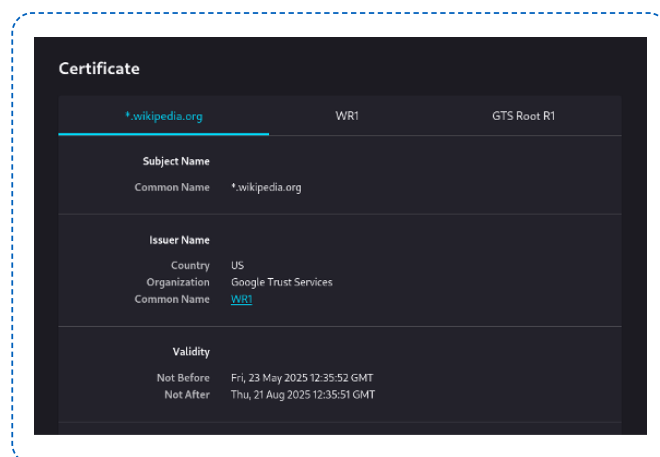 Certificate
*.wikipedia.org WR1 GTS Root R1
Subject Name
Common Name *.wikipedia.org
Issuer Name
Country US
Organization Google Trust Services
Common Name WR1
Validity
Not Before Fri, 23 May 2025 12:35:52 GMT
Not After Thu, 21 Aug 2025 12:35:51 GMT